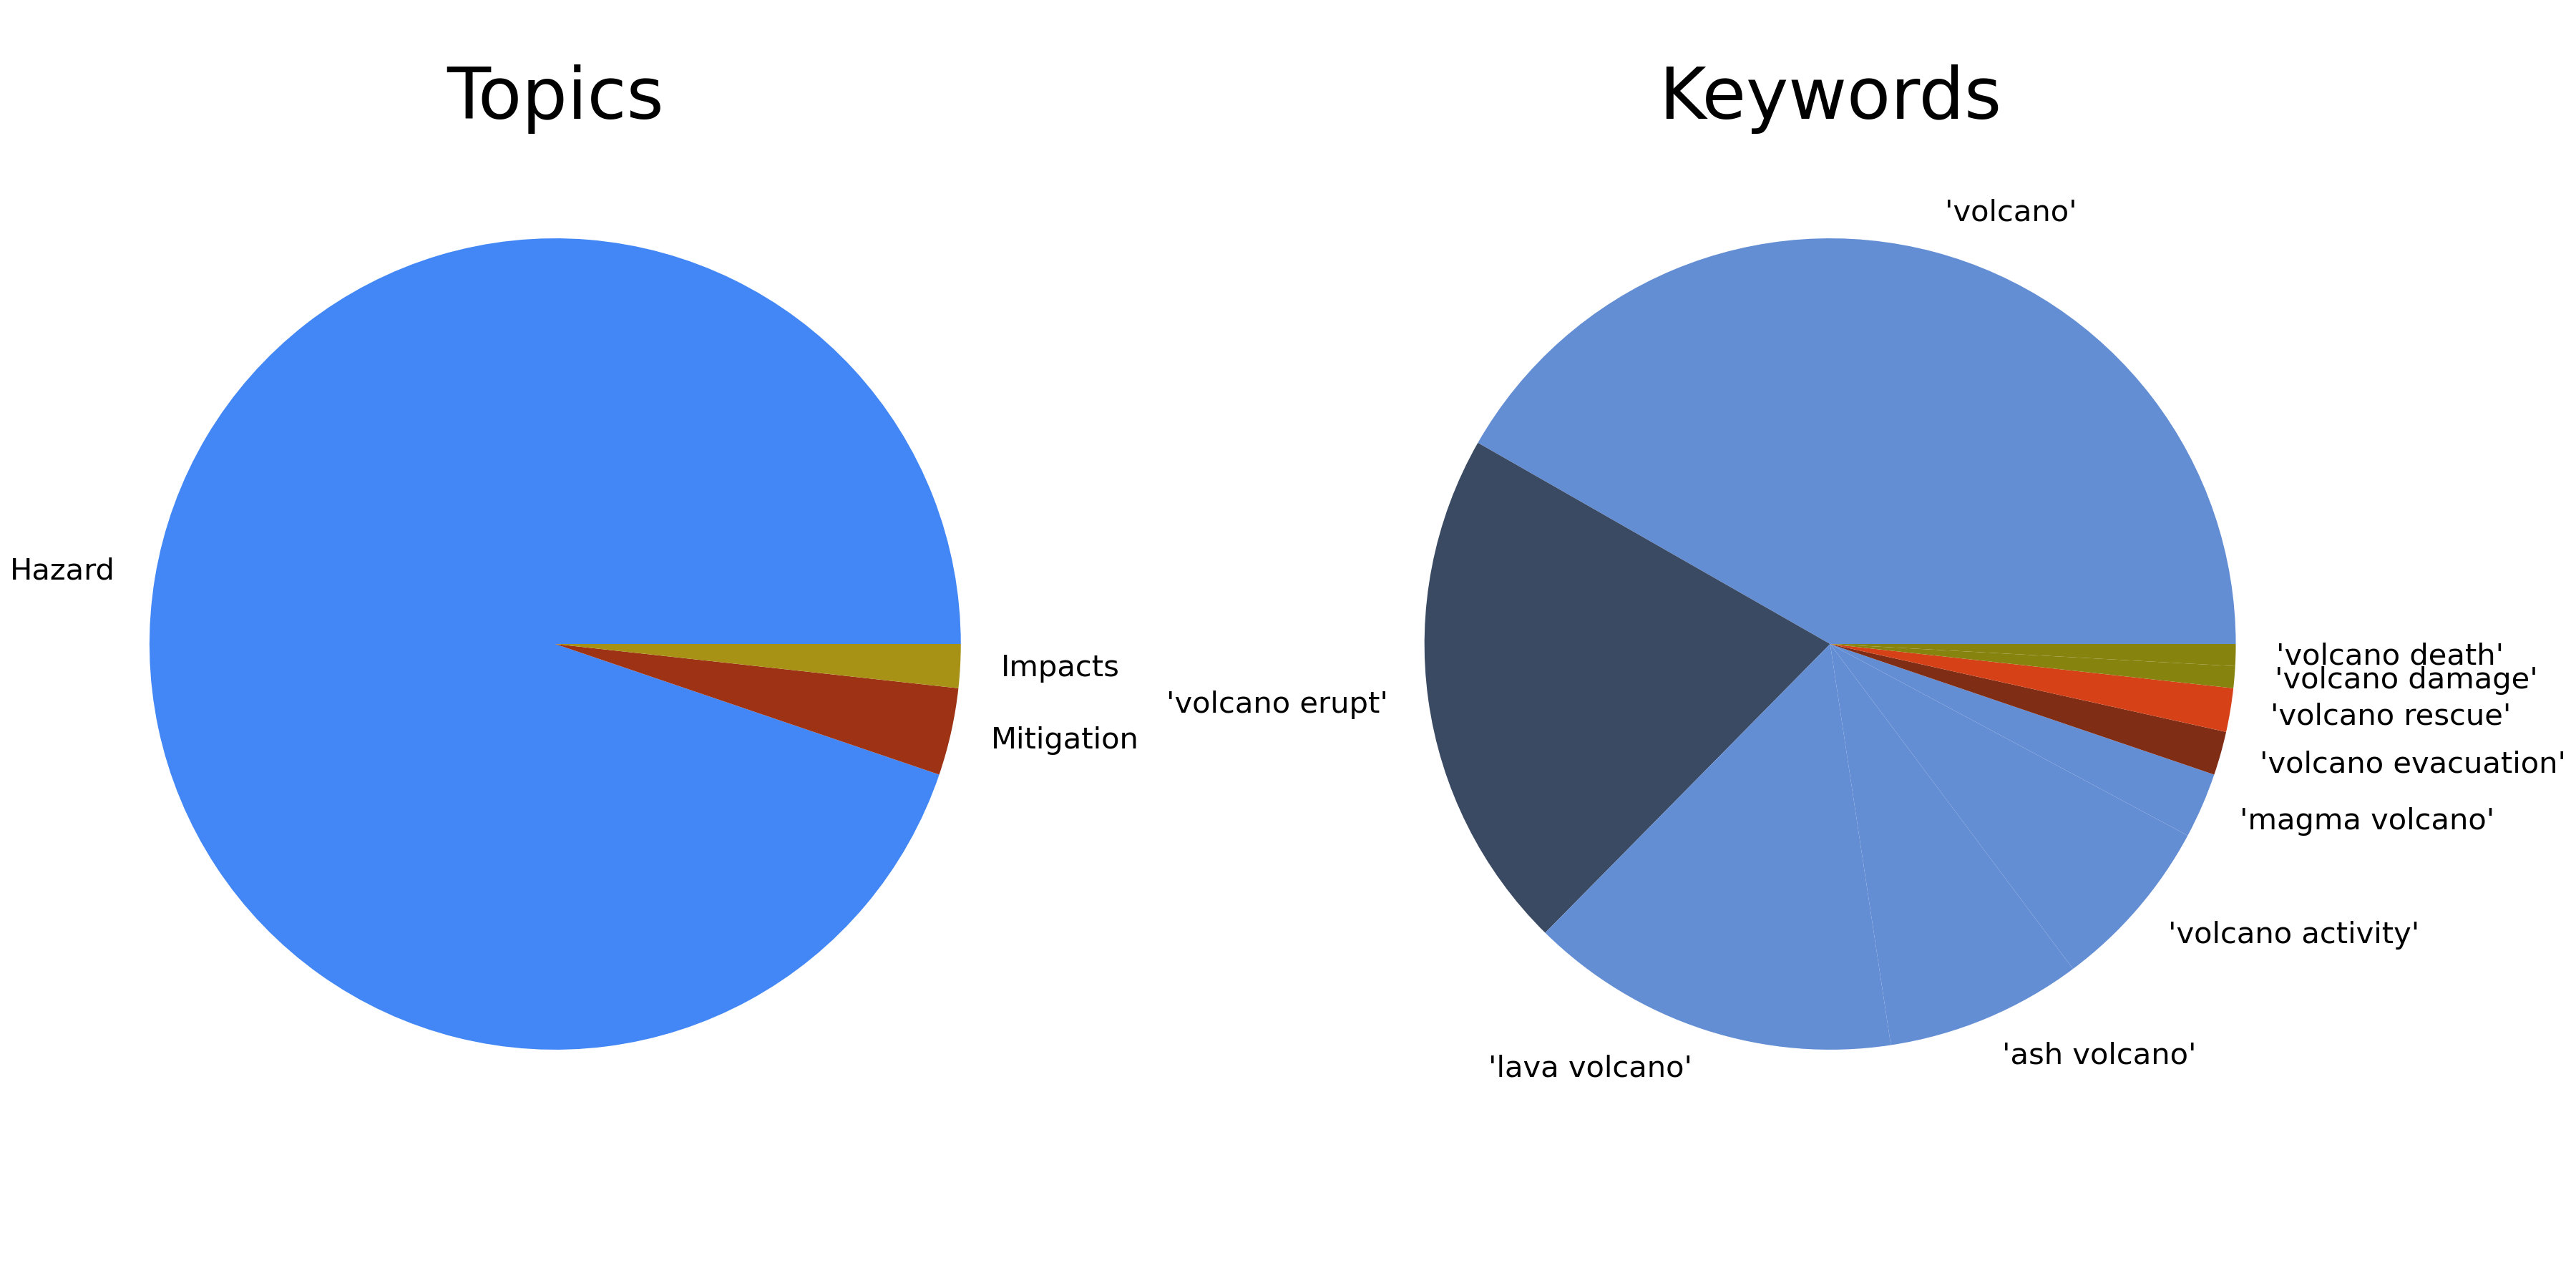 Topics
Hazard
Impacts
Mitigation
Keywords
'volcano'
'volcano erupt'
'lava volcano'
'ash volcano'
'volcano activity'
'magma volcano'
'volcano evacuation'
'volcano rescue'
'volcano damage'
'volcano death'